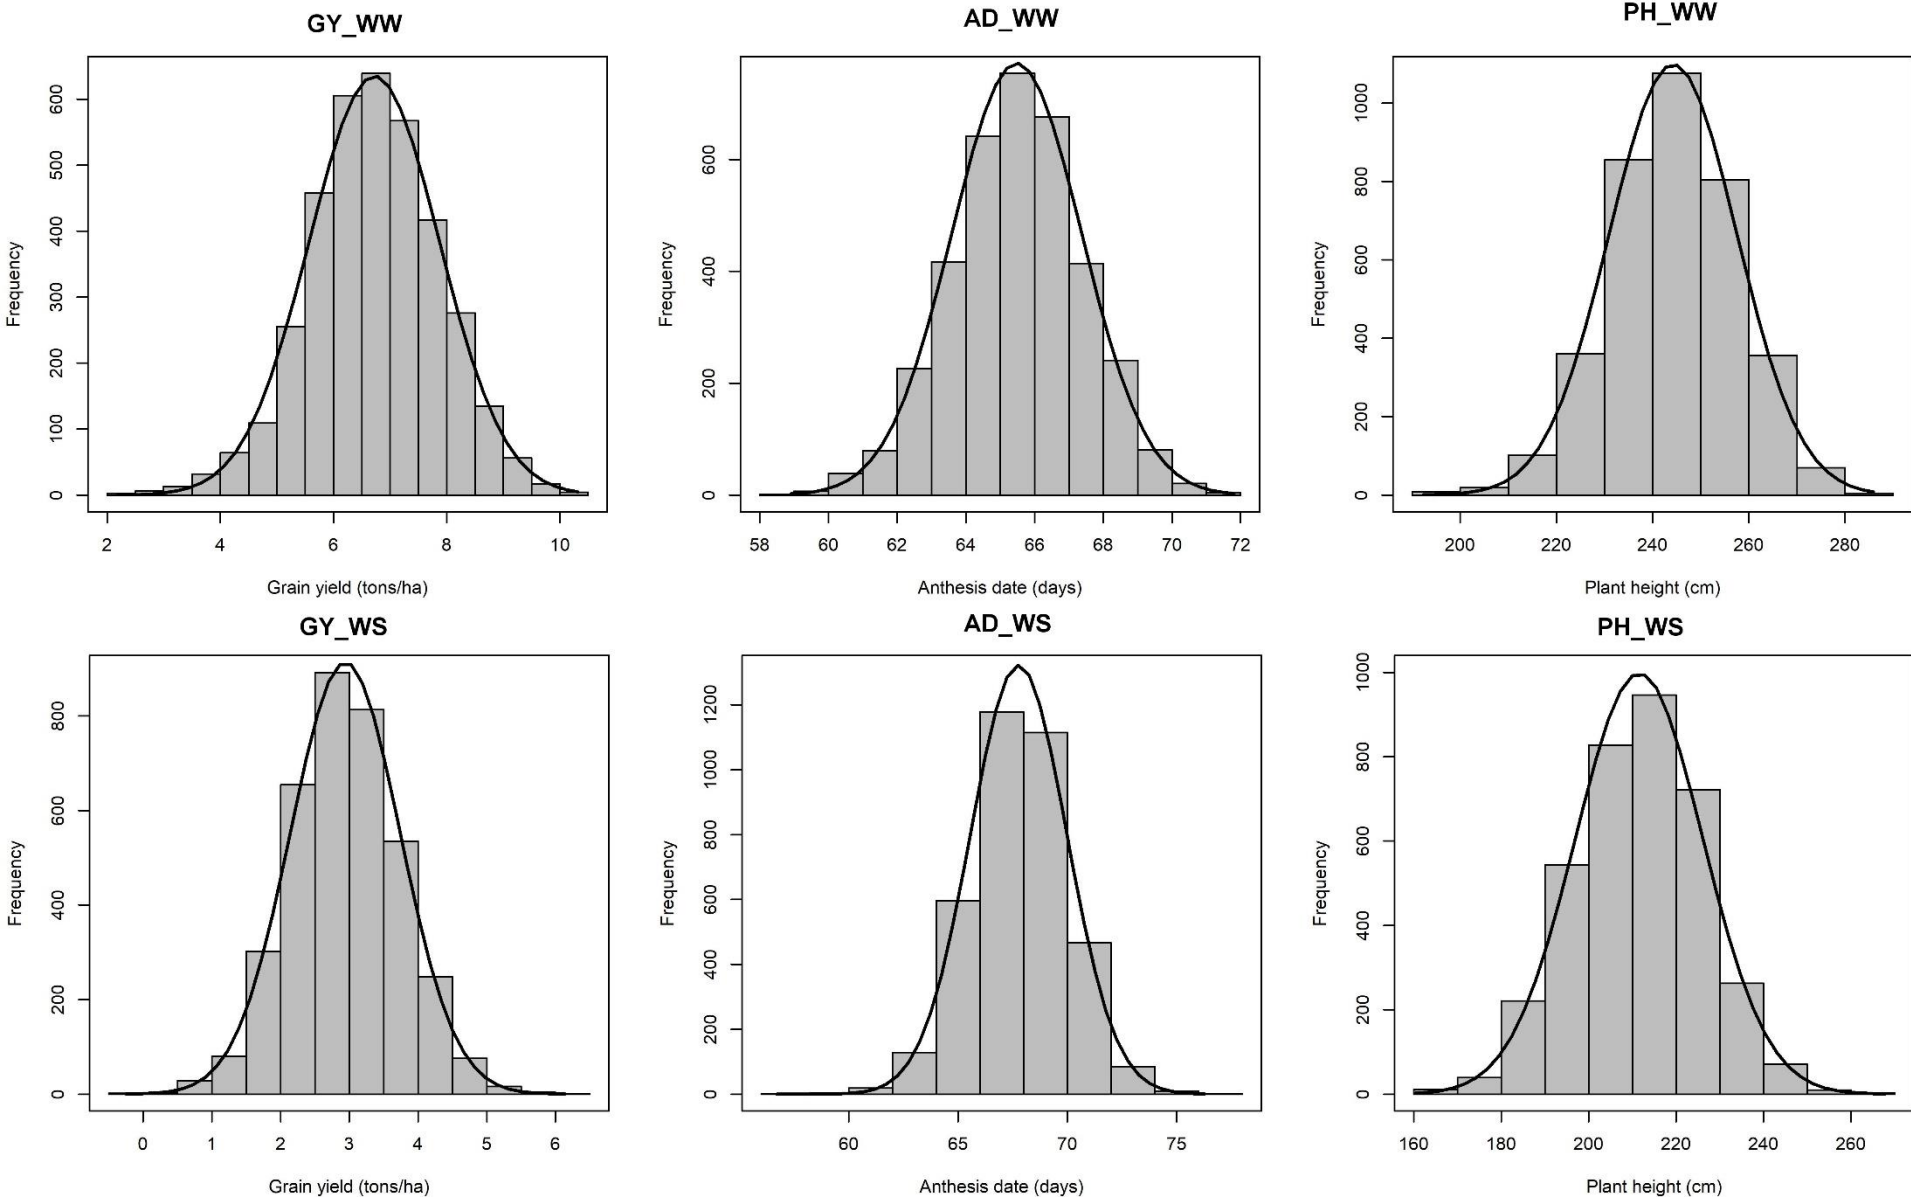 GY_WW
Frequency
0 100 200 300 400 500 600
2 4 6 8 10
Grain yield (tons/ha)
AD_WW
Frequency
0 200 400 600
58 60 62 64 66 68 70 72
Anthesis date (days)
PH_WW
Frequency
0 200 400 600 800 1000
200 220 240 260 280
Plant height (cm)
GY_WS
Frequency
0 200 400 600 800
0 1 2 3 4 5 6
Grain yield (tons/ha)
AD_WS
Frequency
0 200 400 600 800 1000 1200
60 65 70 75
Anthesis date (days)
PH_WS
Frequency
0 200 400 600 800 1000
160 180 200 220 240 260
Plant height (cm)